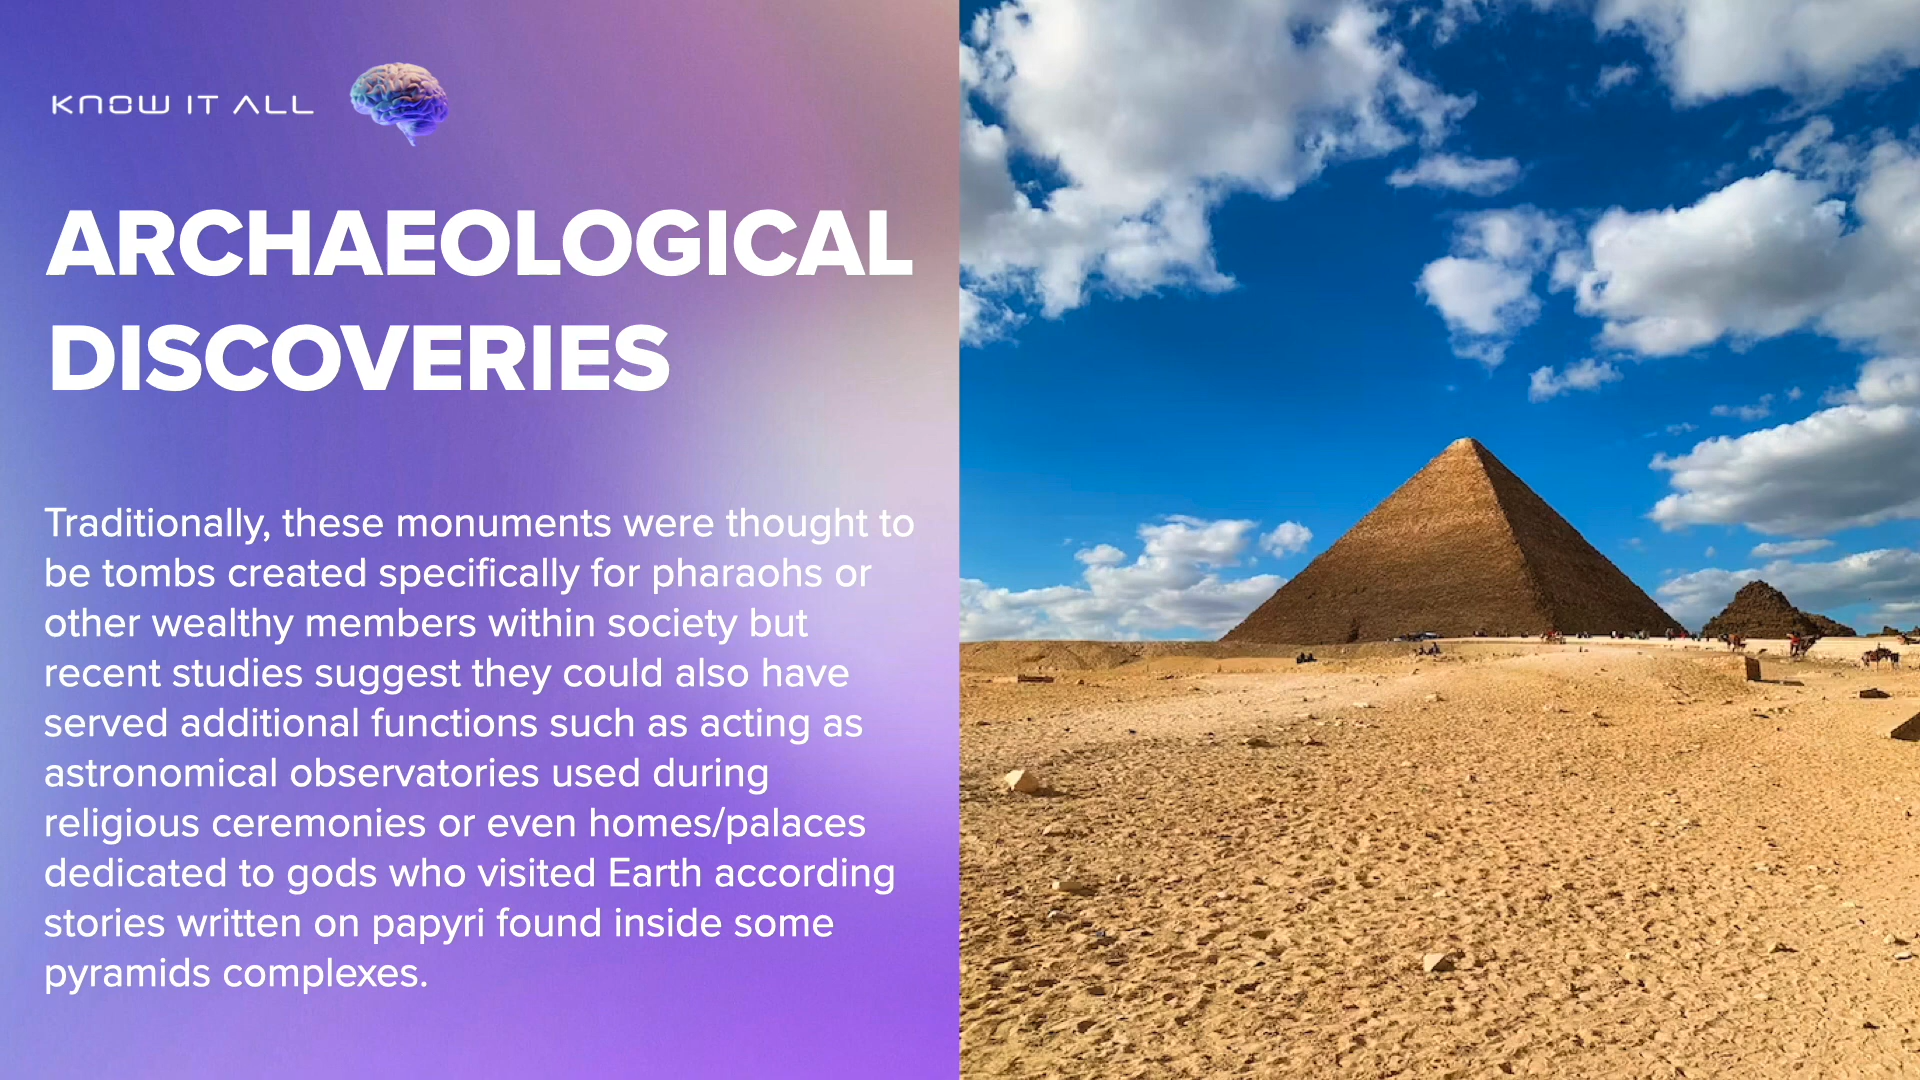 KNOW IT ALL
ARCHAEOLOGICAL
DISCOVERIES
Traditionally, these monuments were thought to
be tombs created specifically for pharaohs or
other wealthy members within society but
recent studies suggest they could also have
served additional functions such as acting as
astronomical observatories used during
religious ceremonies or even homes/palaces
dedicated to gods who visited Earth according
stories written on papyri found inside some
pyramids complexes.